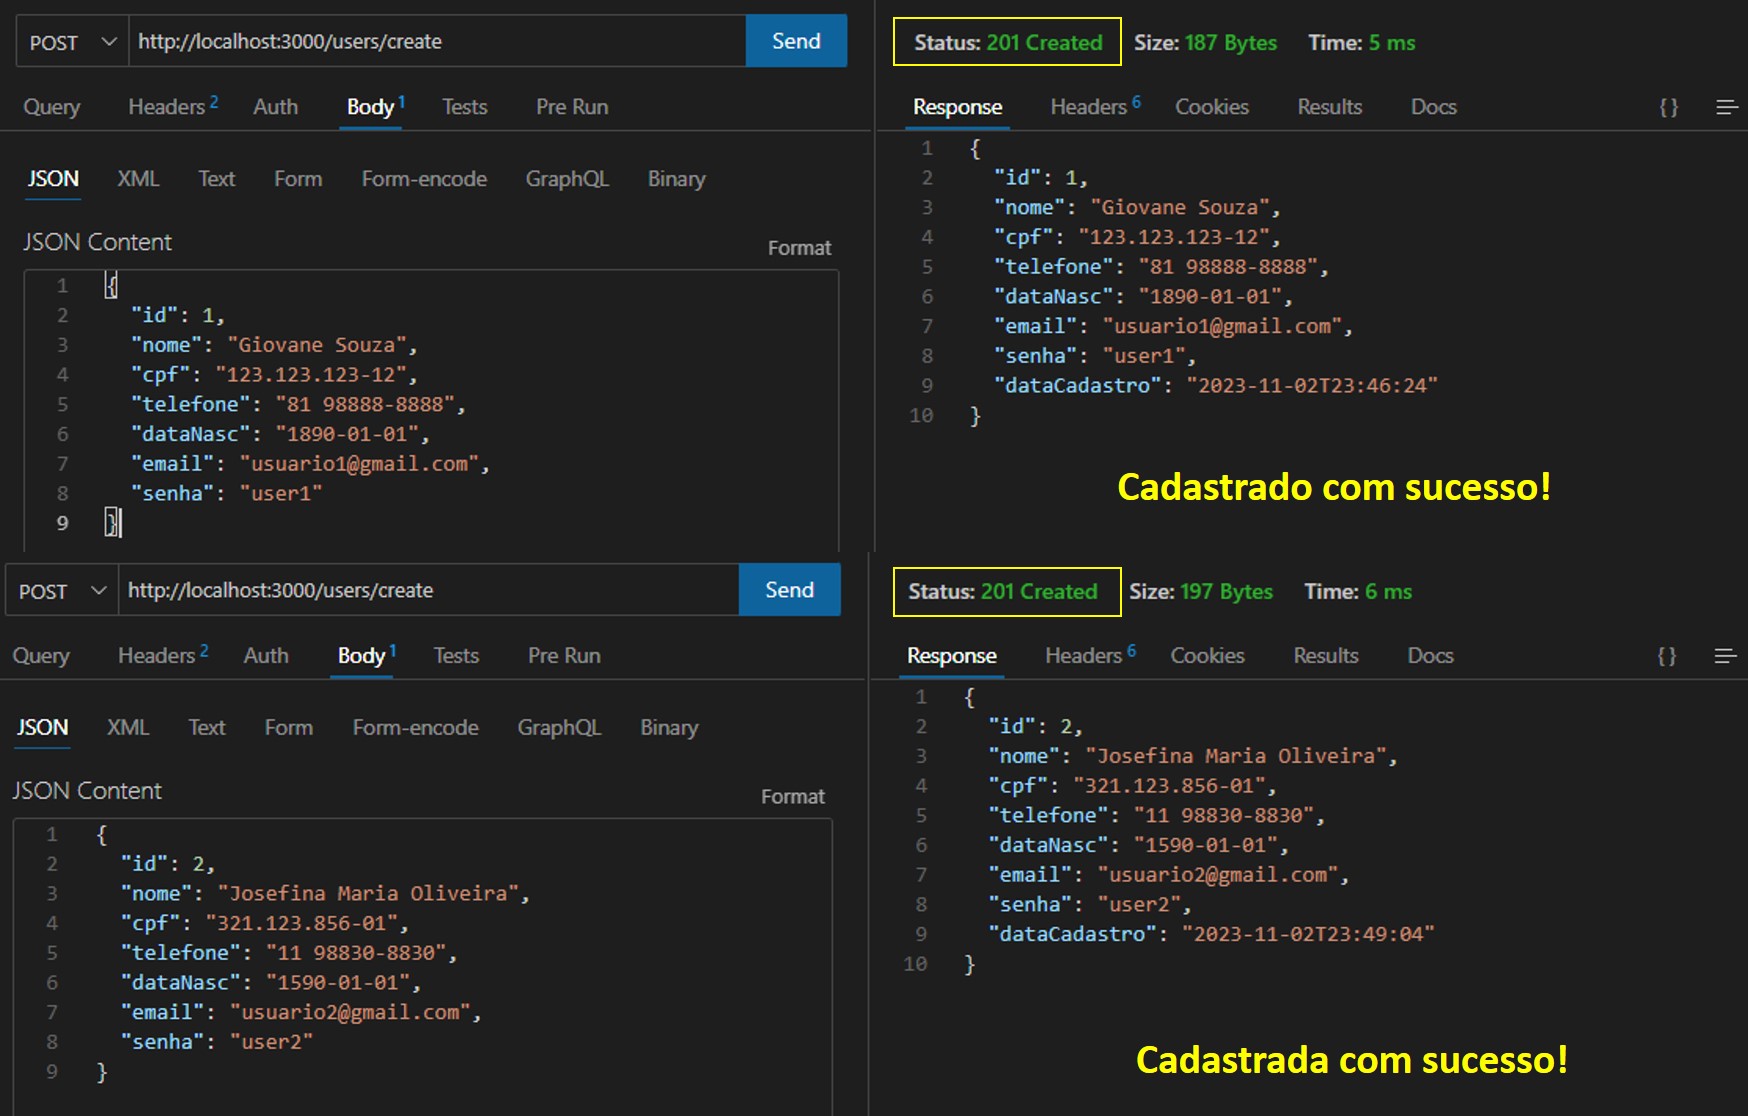 POST http://localhost:3000/users/create Send
Query Headers 2 Auth Body 1 Tests Pre Run
JSON XML Text Form Form-encode GraphQL Binary
JSON Content
Format
1 {
2 "id": 1,
3 "nome": "Giovane Souza",
4 "cpf": "123.123.123-12",
5 "telefone": "81 98888-8888",
6 "dataNasc": "1890-01-01",
7 "email": "usuario1@gmail.com",
8 "senha": "user1"
9 }
Status: 201 Created Size: 187 Bytes Time: 5 ms
Response Headers 6 Cookies Results Docs { }
1 {
2 "id": 1,
3 "nome": "Giovane Souza",
4 "cpf": "123.123.123-12",
5 "telefone": "81 98888-8888",
6 "dataNasc": "1890-01-01",
7 "email": "usuario1@gmail.com",
8 "senha": "user1",
9 "dataCadastro": "2023-11-02T23:46:24"
10 }
Cadastrado com sucesso!
POST http://localhost:3000/users/create Send
Query Headers 2 Auth Body 1 Tests Pre Run
JSON XML Text Form Form-encode GraphQL Binary
JSON Content
Format
1 {
2 "id": 2,
3 "nome": "Josefina Maria Oliveira",
4 "cpf": "321.123.856-01",
5 "telefone": "11 98830-8830",
6 "dataNasc": "1590-01-01",
7 "email": "usuario2@gmail.com",
8 "senha": "user2"
9 }
Status: 201 Created Size: 197 Bytes Time: 6 ms
Response Headers 6 Cookies Results Docs { }
1 {
2 "id": 2,
3 "nome": "Josefina Maria Oliveira",
4 "cpf": "321.123.856-01",
5 "telefone": "11 98830-8830",
6 "dataNasc": "1590-01-01",
7 "email": "usuario2@gmail.com",
8 "senha": "user2",
9 "dataCadastro": "2023-11-02T23:49:04"
10 }
Cadastrada com sucesso!